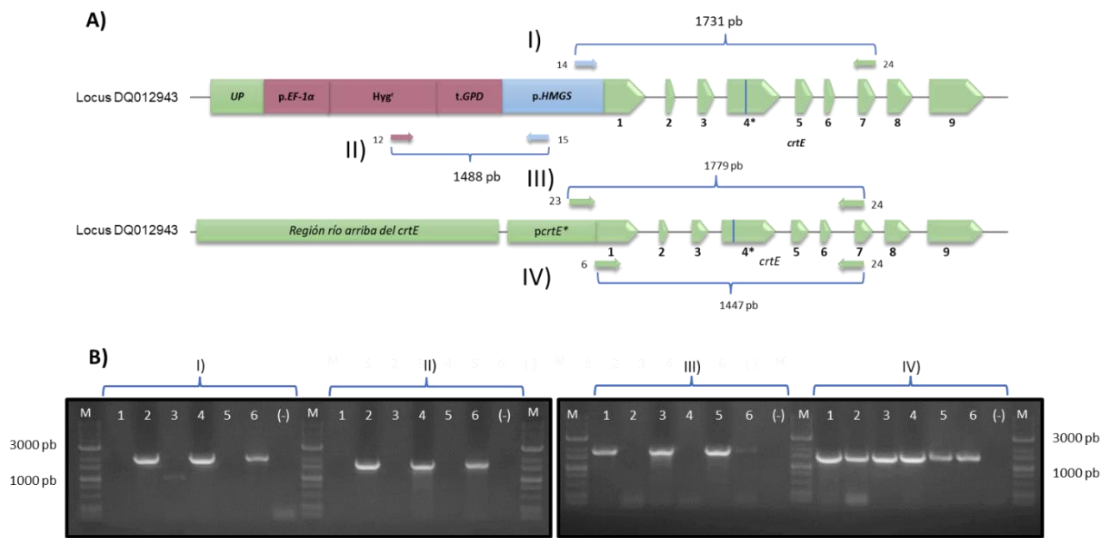 A)
1731 pb
I)
14 24
Locus DQ012943 UP p.EF-1α Hygʳ t.GPD p.HMGS
1 2 3 4* 5 6 7 8 9
crtE
12 15
II)
1488 pb
III)
1779 pb
23 24
Locus DQ012943 Región río arriba del crtE pcrtE*
1 2 3 4* 5 6 7 8 9
crtE
6 24
IV)
1447 pb
B)
I) II) III) IV)
M 1 2 3 4 5 6 (-) M 1 2 3 4 5 6 (-) M 1 2 3 4 5 6 (-) M 1 2 3 4 5 6 (-) M
3000 pb 3000 pb
1000 pb 1000 pb